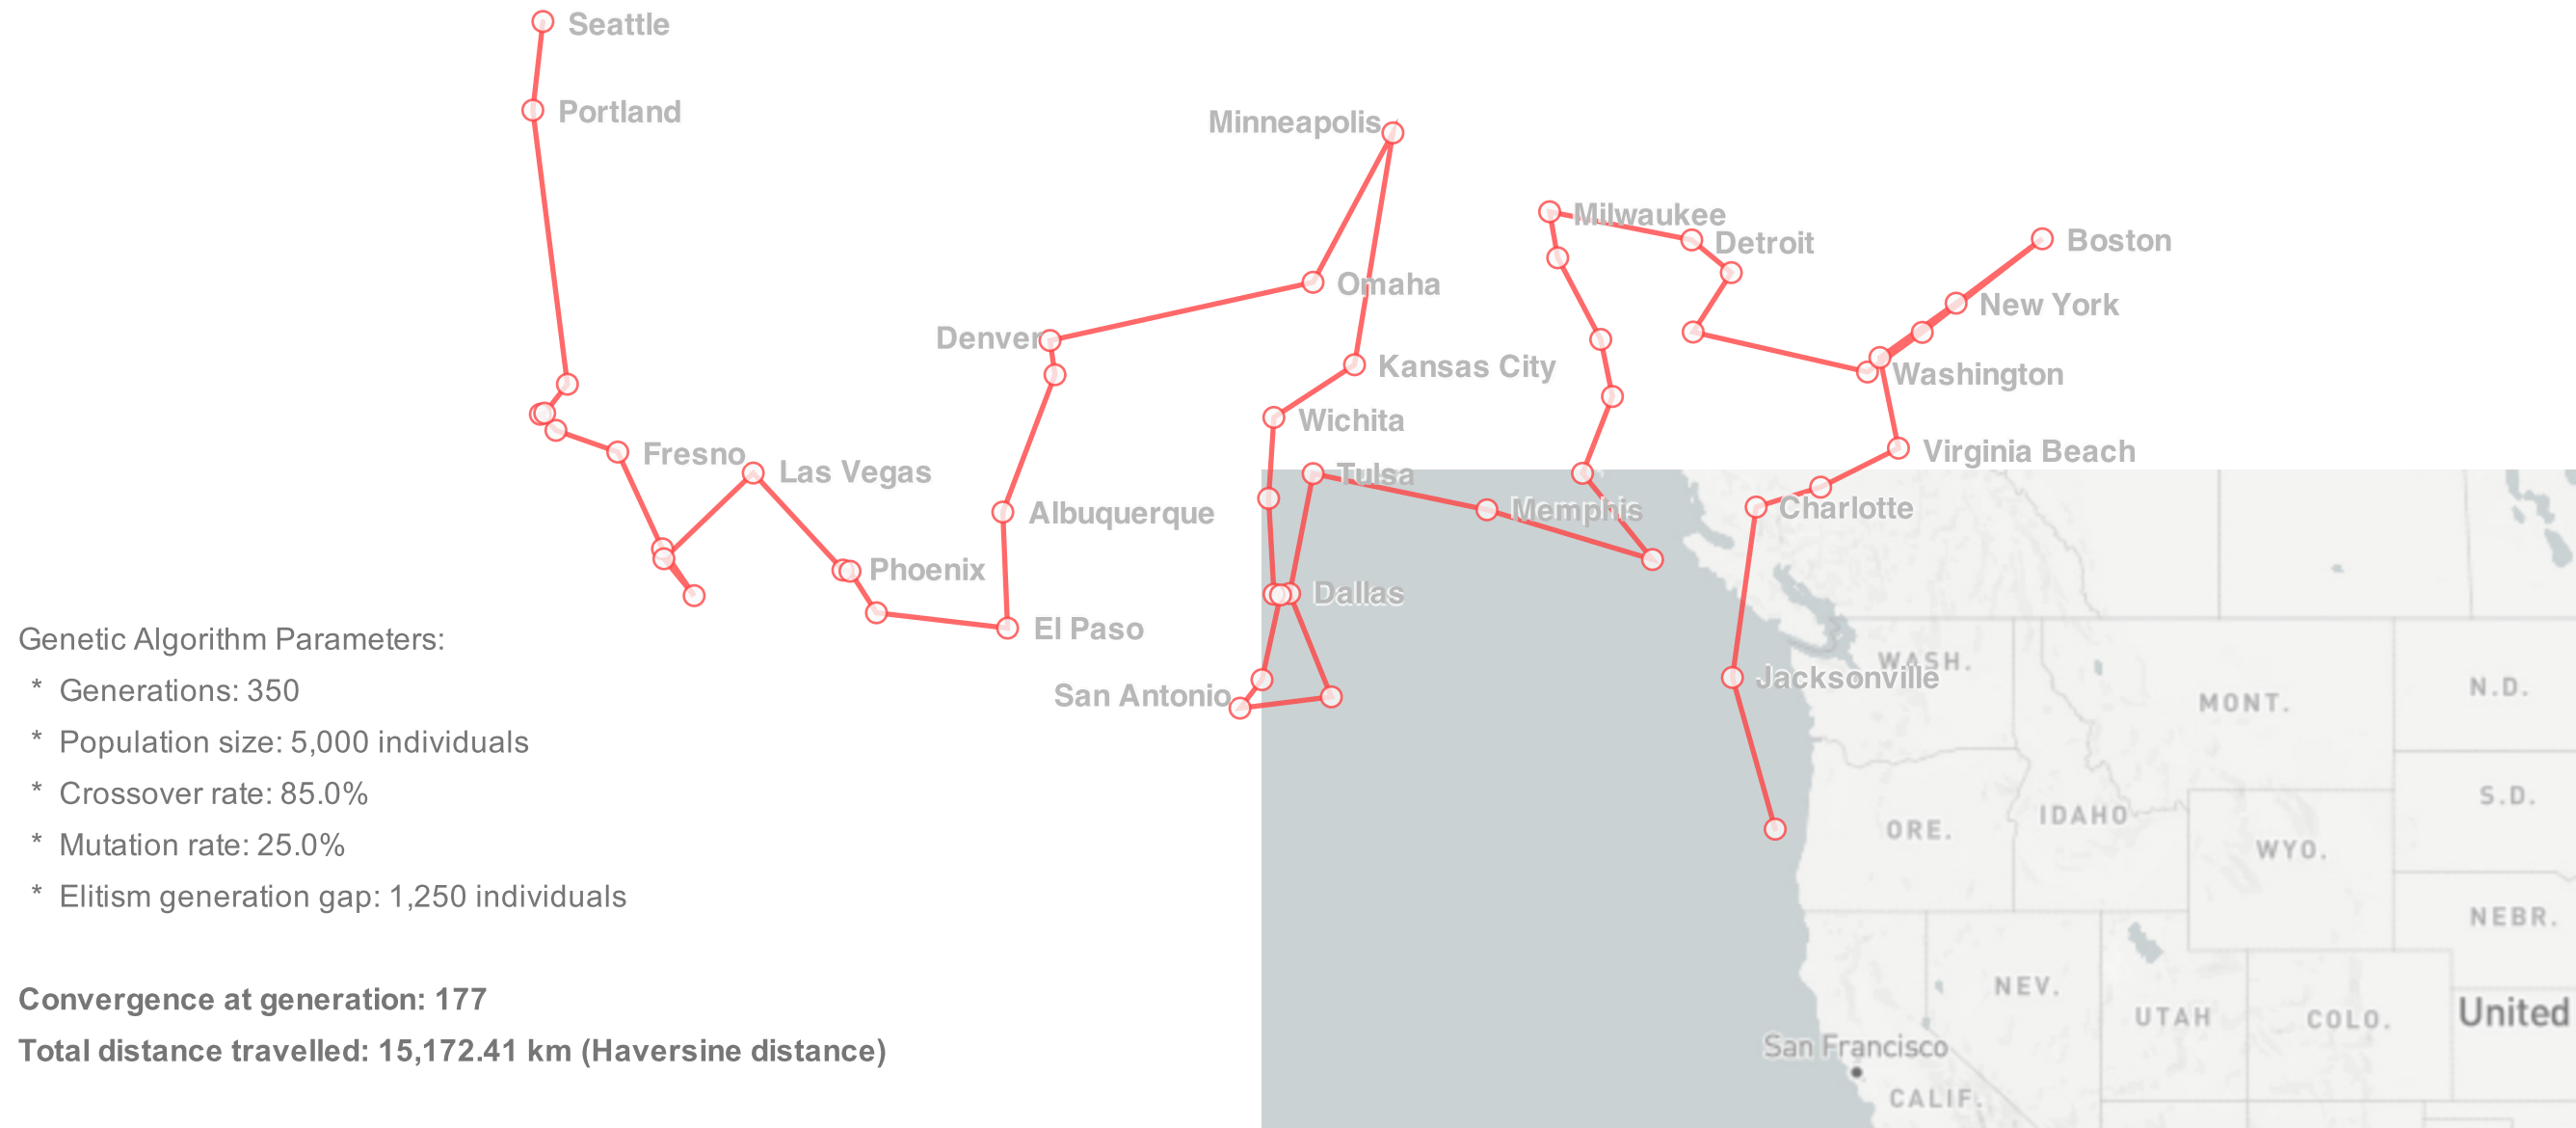 Seattle
Portland
Minneapolis
Milwaukee
Detroit
Boston
Omaha
New York
Denver
Kansas City
Washington
Wichita
Fresno
Las Vegas
Tulsa
Virginia Beach
Albuquerque
Memphis
Charlotte
Phoenix
Dallas
El Paso
San Antonio
Jacksonville
WASH.
MONT.
N.D.
ORE.
IDAHO
S.D.
WYO.
NEBR.
NEV.
UTAH
COLO.
United
San Francisco
CALIF.
Genetic Algorithm Parameters:
* Generations: 350
* Population size: 5,000 individuals
* Crossover rate: 85.0%
* Mutation rate: 25.0%
* Elitism generation gap: 1,250 individuals
Convergence at generation: 177
Total distance travelled: 15,172.41 km (Haversine distance)